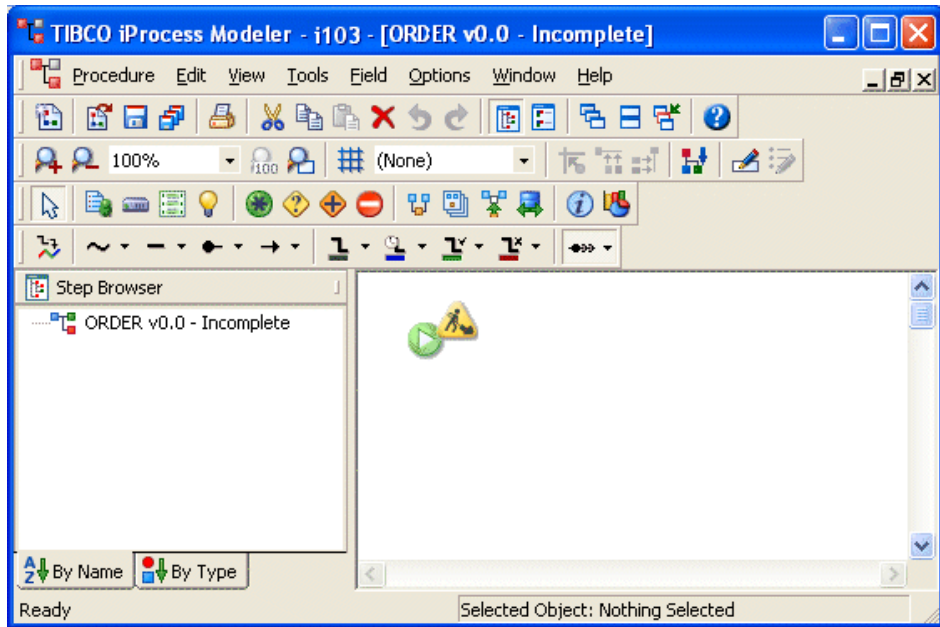 TIBCO iProcess Modeler - i103 - [ORDER v0.0 - Incomplete]
Procedure Edit View Tools Field Options Window Help
100% /100 (None)
Step Browser
ORDER v0.0 - Incomplete
A Z By Name By Type
Ready Selected Object: Nothing Selected